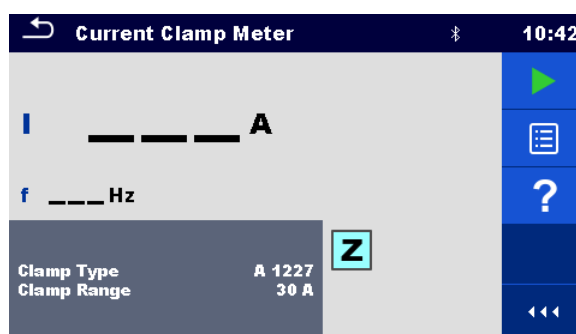 Current Clamp Meter 10:42
I ___ A
f ___ Hz
?
Z
Clamp Type A 1227
Clamp Range 30 A